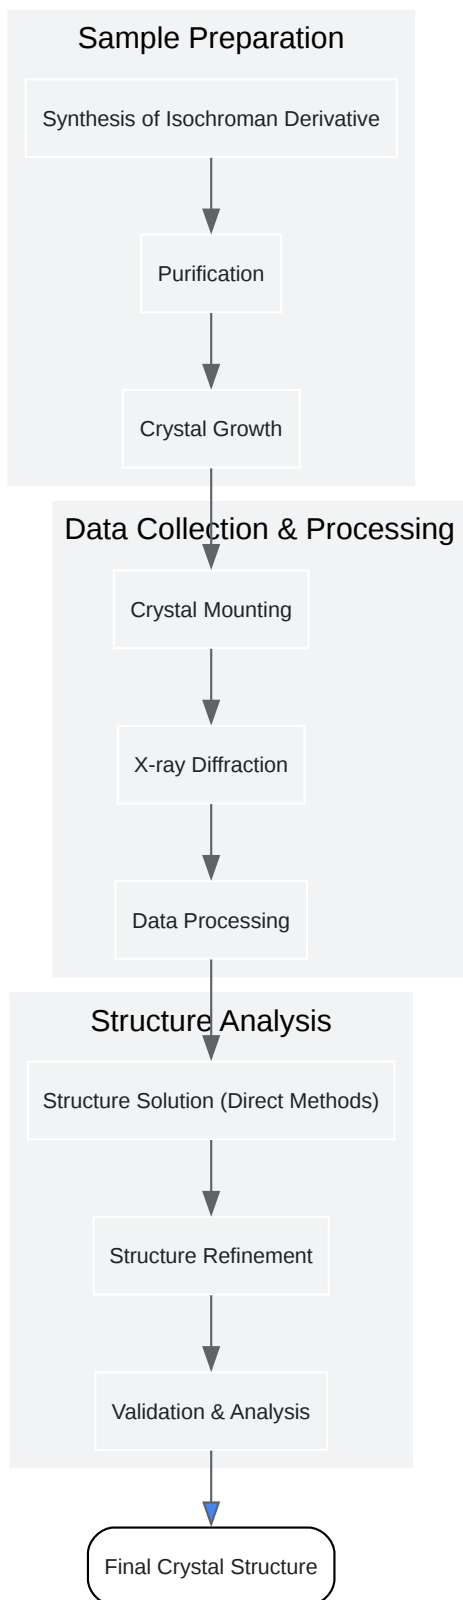 Sample Preparation
Synthesis of Isochroman Derivative
Purification
Crystal Growth
Data Collection & Processing
Crystal Mounting
X-ray Diffraction
Data Processing
Structure Analysis
Structure Solution (Direct Methods)
Structure Refinement
Validation & Analysis
Final Crystal Structure